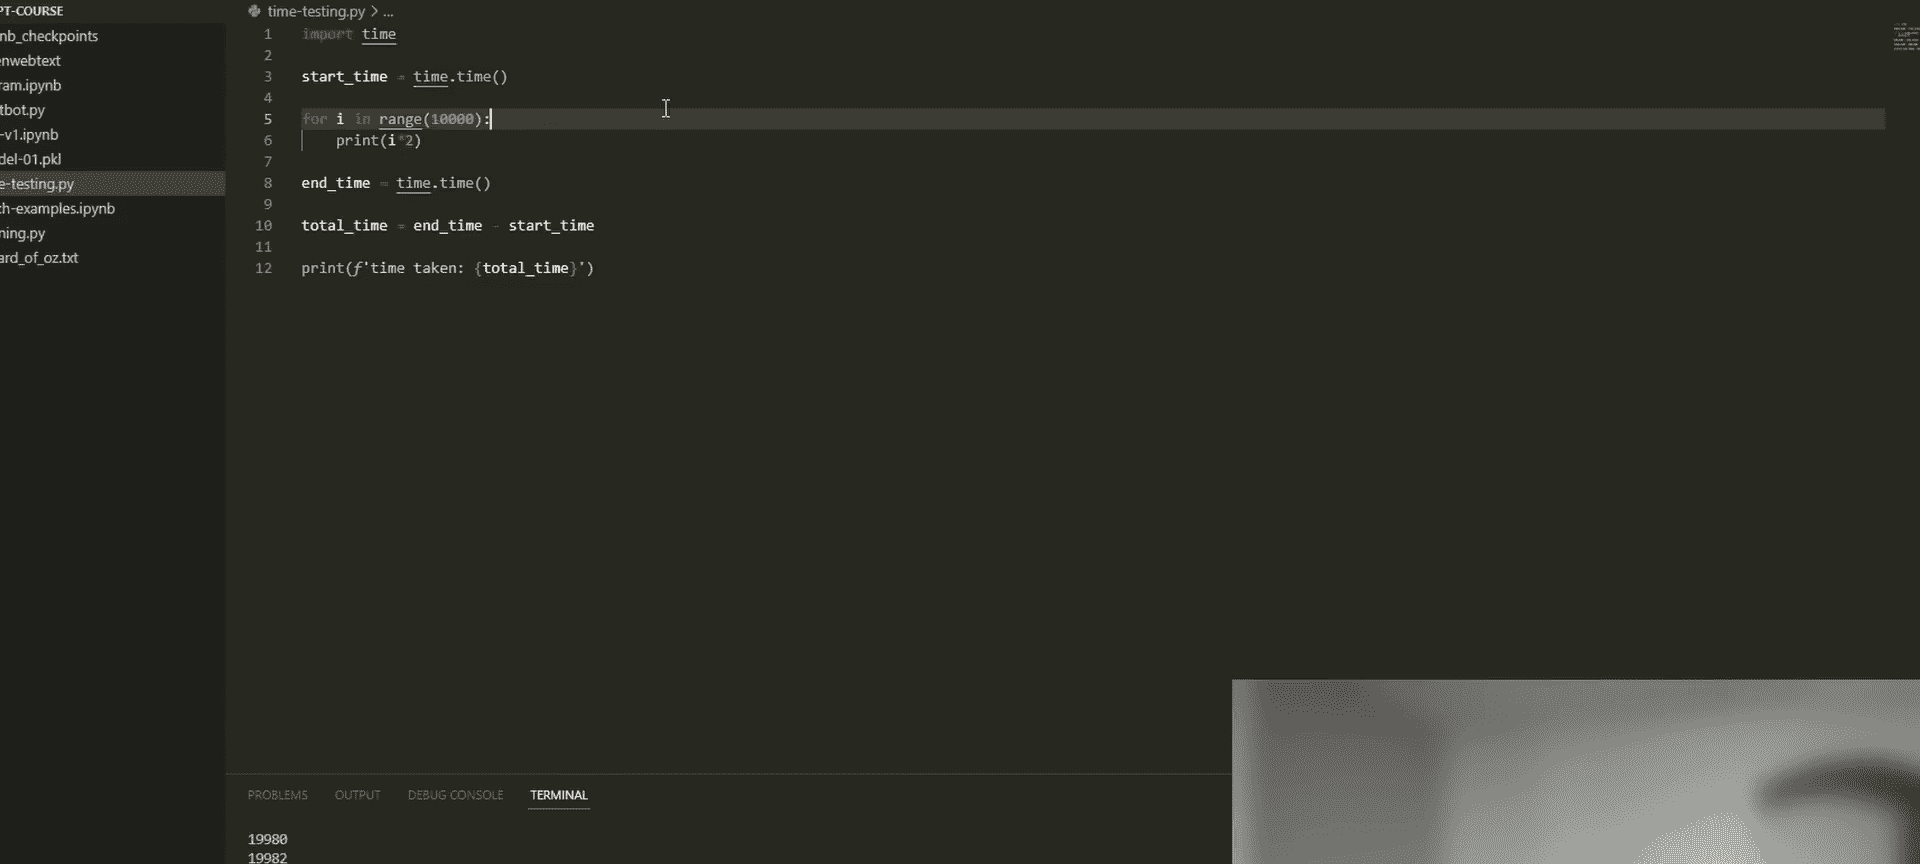 PT-COURSE
nb_checkpoints
enwebtext
ram.ipynb
tbot.py
-v1.ipynb
del-01.pkl
e-testing.py
ch-examples.ipynb
ning.py
ard_of_oz.txt
time-testing.py > ...
1 import time
2
3 start_time = time.time()
4
5 for i in range(10000):
6 print(i*2)
7
8 end_time = time.time()
9
10 total_time = end_time - start_time
11
12 print(f'time taken: {total_time}')
PROBLEMS OUTPUT DEBUG CONSOLE TERMINAL
19980
19982